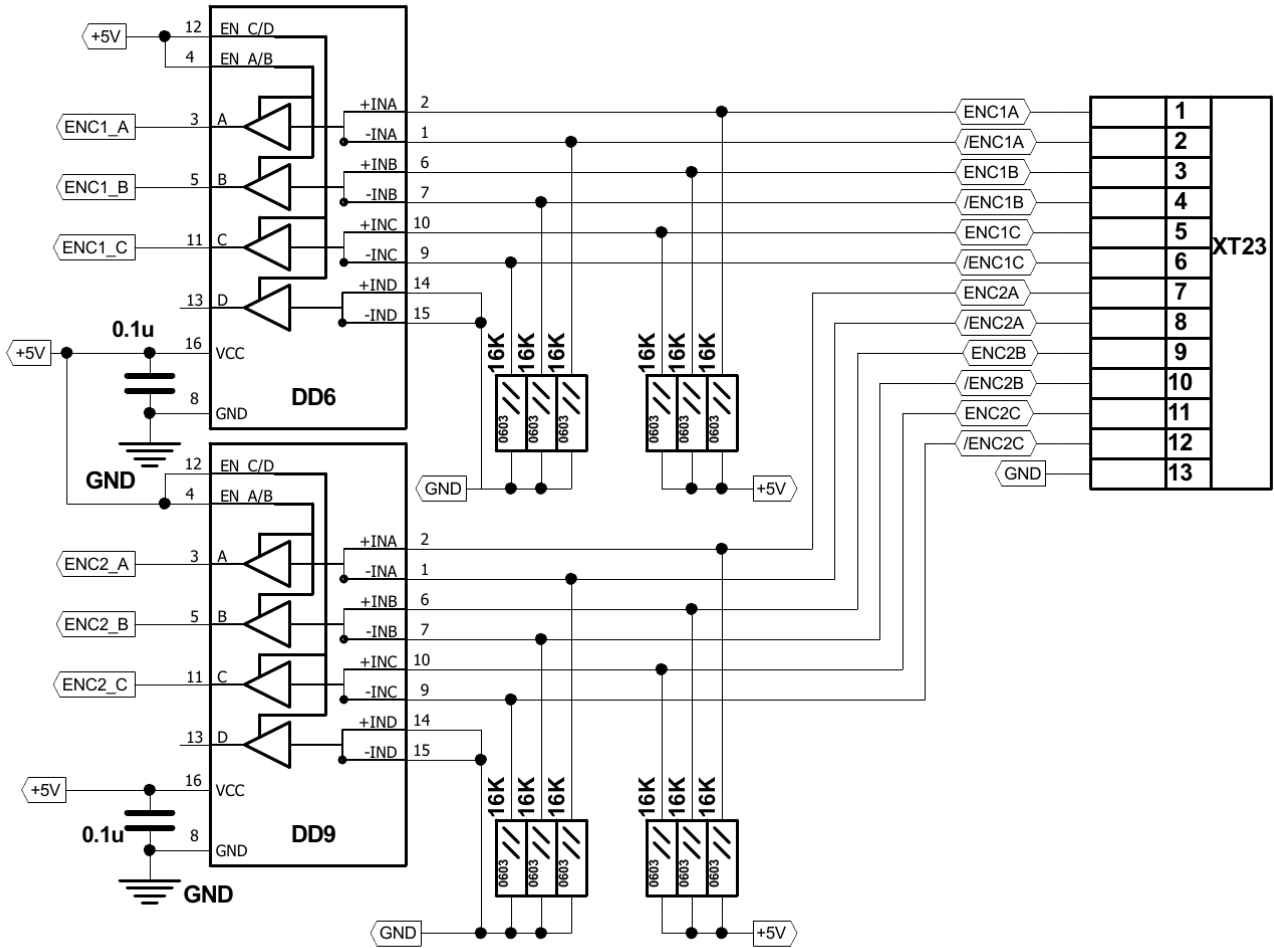 +5V 12 EN C/D
4 EN A/B
+INA 2 ENC1A 1
ENC1_A 3 A -INA 1 /ENC1A 2
+INB 6 ENC1B 3
ENC1_B 5 B -INB 7 /ENC1B 4
+INC 10 ENC1C 5
ENC1_C 11 C -INC 9 /ENC1C 6
XT23
+IND 14 ENC2A 7
13 D -IND 15 /ENC2A 8
0.1u
+5V 16 VCC 16K 16K 16K 16K 16K 16K ENC2B 9
/ENC2B 10
8 GND DD6 ENC2C 11
0603 0603 0603 0603 0603 0603 /ENC2C 12
GND 13
GND
12 EN C/D
4 EN A/B GND +5V
+INA 2
ENC2_A 3 A -INA 1
+INB 6
ENC2_B 5 B -INB 7
+INC 10
ENC2_C 11 C -INC 9
+IND 14
13 D -IND 15
+5V 16 VCC 16K 16K 16K 16K 16K 16K
0.1u 8 GND DD9
0603 0603 0603 0603 0603 0603
GND
GND +5V